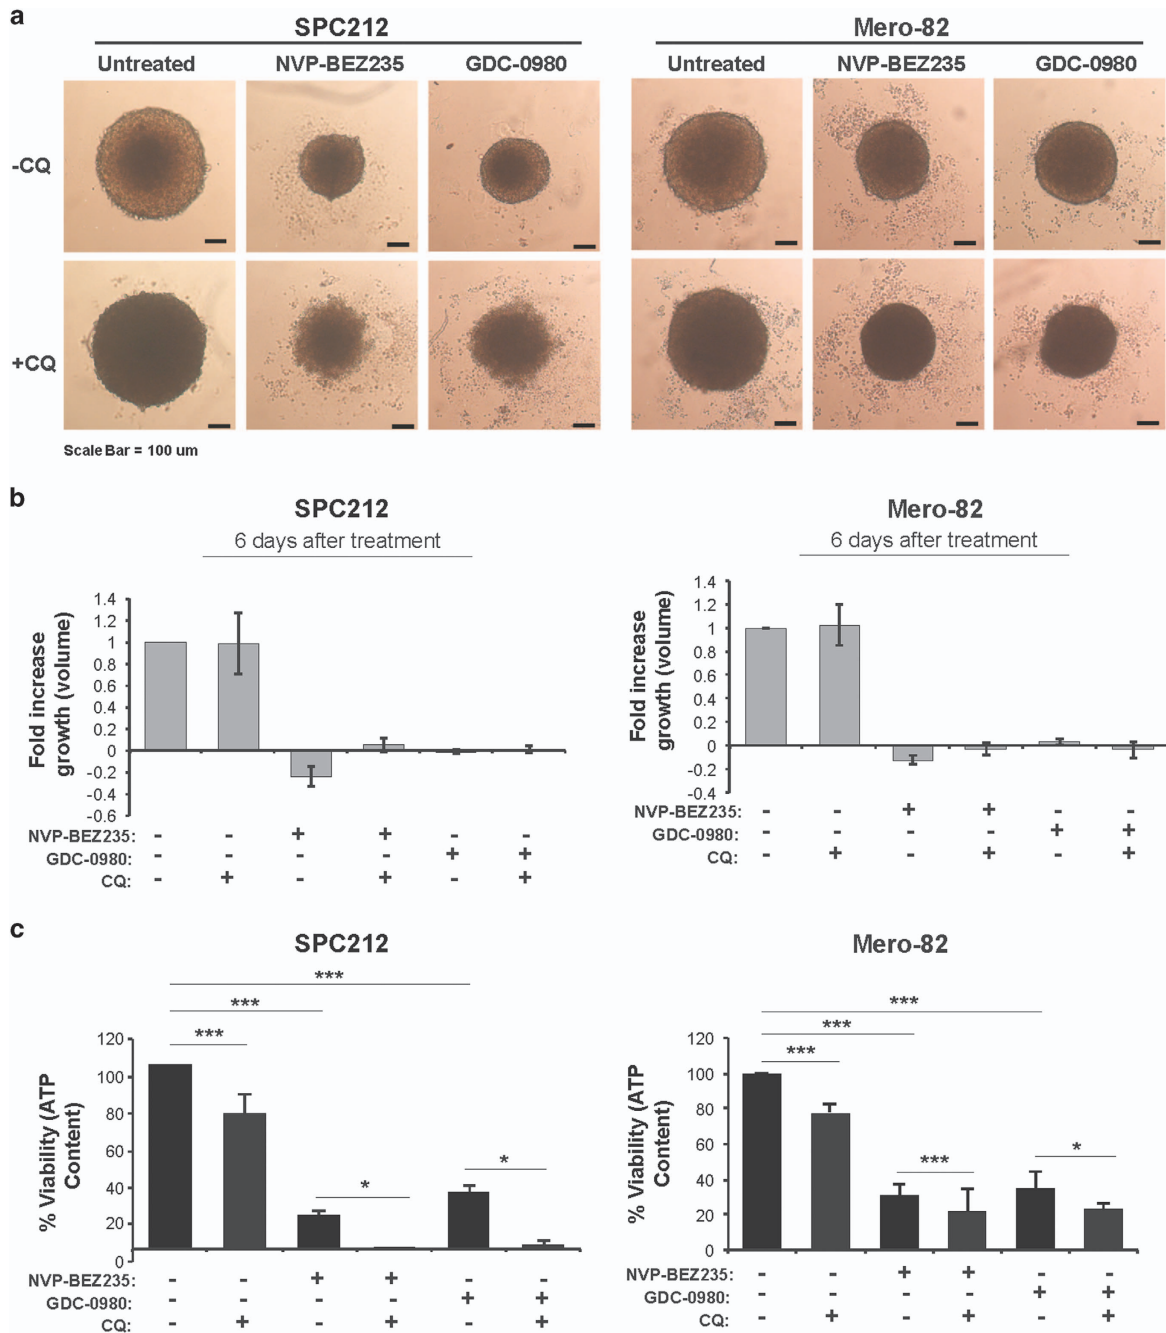 a
SPC212
Mero-82
Untreated NVP-BEZ235 GDC-0980
Untreated NVP-BEZ235 GDC-0980
-CQ
+CQ
Scale Bar = 100 um
b
SPC212
6 days after treatment
Fold increase
growth (volume)
1.4
1.2
1
0.8
0.6
0.4
0.2
0
-0.2
-0.4
-0.6
NVP-BEZ235: - - + + - -
GDC-0980: - - - - + +
CQ: - + - + - +
Mero-82
6 days after treatment
Fold increase
growth (volume)
1.4
1.2
1
0.8
0.6
0.4
0.2
0
-0.2
-0.4
NVP-BEZ235: - - + + - -
GDC-0980: - - - - + +
CQ: - + - + - +
c
SPC212
***
***
***
*
*
% Viability (ATP
Content)
120
100
80
60
40
20
0
NVP-BEZ235: - - + + - -
GDC-0980: - - - - + +
CQ: - + - + - +
Mero-82
***
***
***
***
*
% Viability (ATP
Content)
120
100
80
60
40
20
0
NVP-BEZ235: - - + + - -
GDC-0980: - - - - + +
CQ: - + - + - +